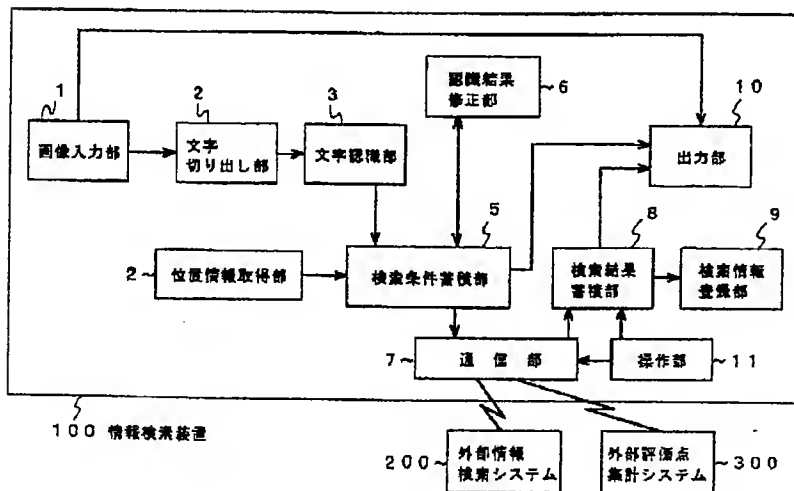 1
画像入力部
2
文字
切り出し部
3
文字認識部
認識結果
修正部
6
10
出力部
2
位置情報取得部
5
検索条件蓄積部
8
検索結果
蓄積部
9
検索情報
登録部
7
通信部
操作部
11
100 情報検索装置
200
外部情報
検索システム
外部評価点
集計システム
300